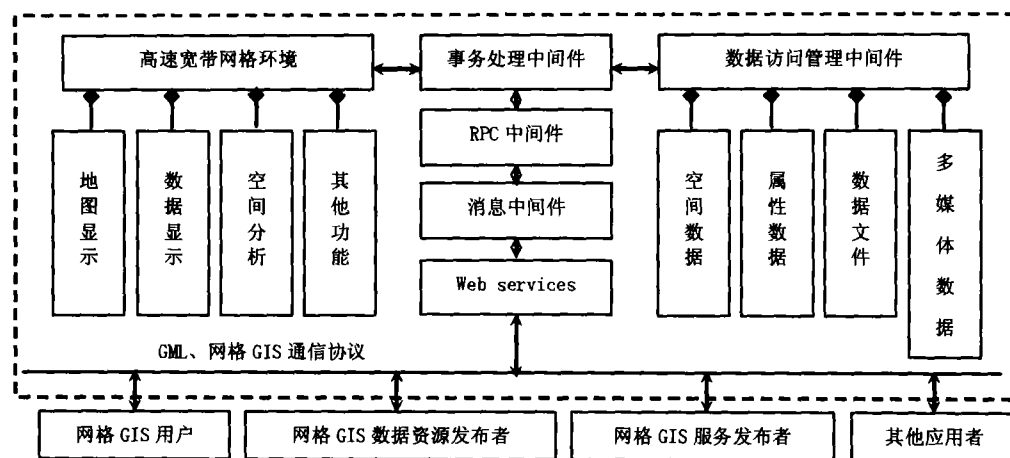 高速宽带网格环境
事务处理中间件
数据访问管理中间件
RPC 中间件
消息中间件
Web services
地图显示
数据显示
空间分析
其他功能
空间数据
属性数据
数据文件
多媒体数据
GML、网格 GIS 通信协议
网格 GIS 用户
网格 GIS 数据资源发布者
网格 GIS 服务发布者
其他应用者